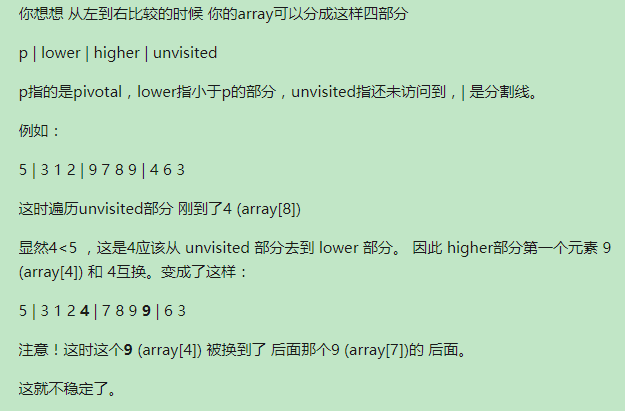 你想想 从左到右比较的时候 你的array可以分成这样四部分
p | lower | higher | unvisited
p指的是pivotal，lower指小于p的部分，unvisited指还未访问到，| 是分割线。
例如：
5 | 3 1 2 | 9 7 8 9 | 4 6 3
这时遍历unvisited部分 刚到了4 (array[8])
显然4<5 ，这是4应该从 unvisited 部分去到 lower 部分。 因此 higher部分第一个元素 9
(array[4]) 和 4互换。变成了这样：
5 | 3 1 2 4 | 7 8 9 9 | 6 3
注意！这时这个9 (array[4]) 被换到了 后面那个9 (array[7])的 后面。
这就不稳定了。